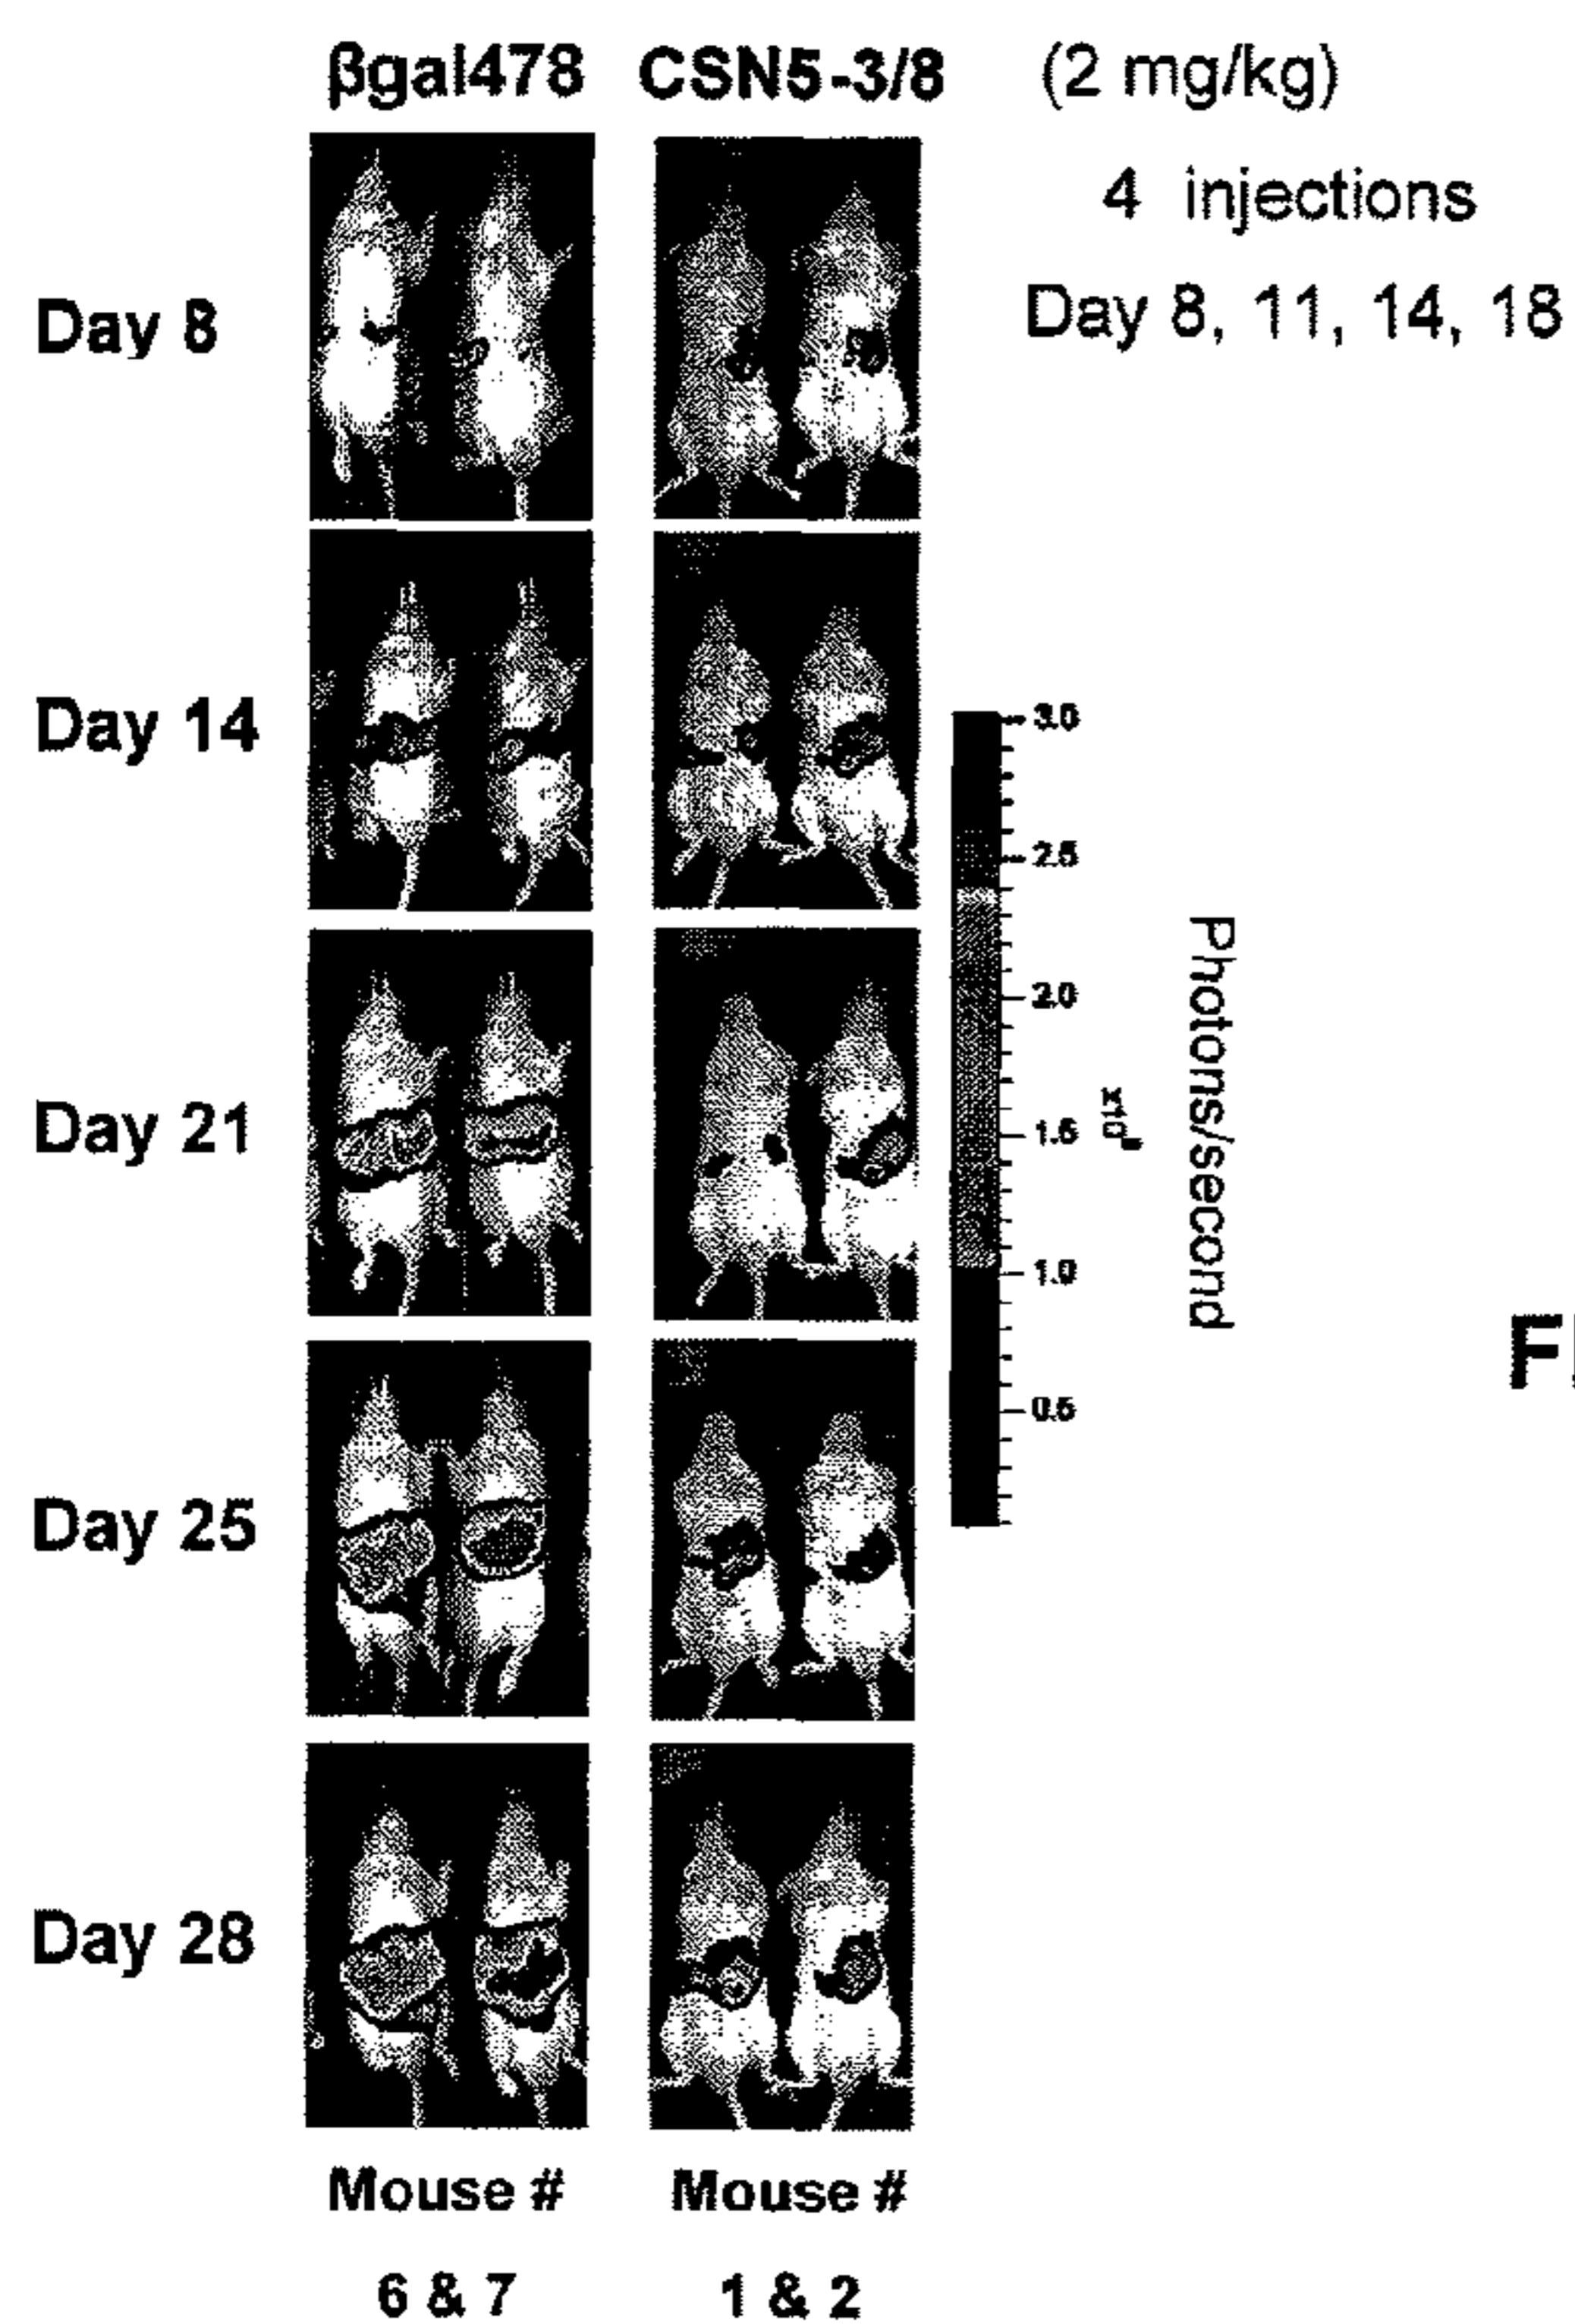 βgal478 CSN5-3/8 (2 mg/kg)
4 injections
Day 8, 11, 14, 18
Day 8
Day 14
3.0
2.5
2.0
1.5
1.0
0.5
Photons/second
Day 21
Day 25
Day 28
Mouse # Mouse #
6 & 7 1 & 2